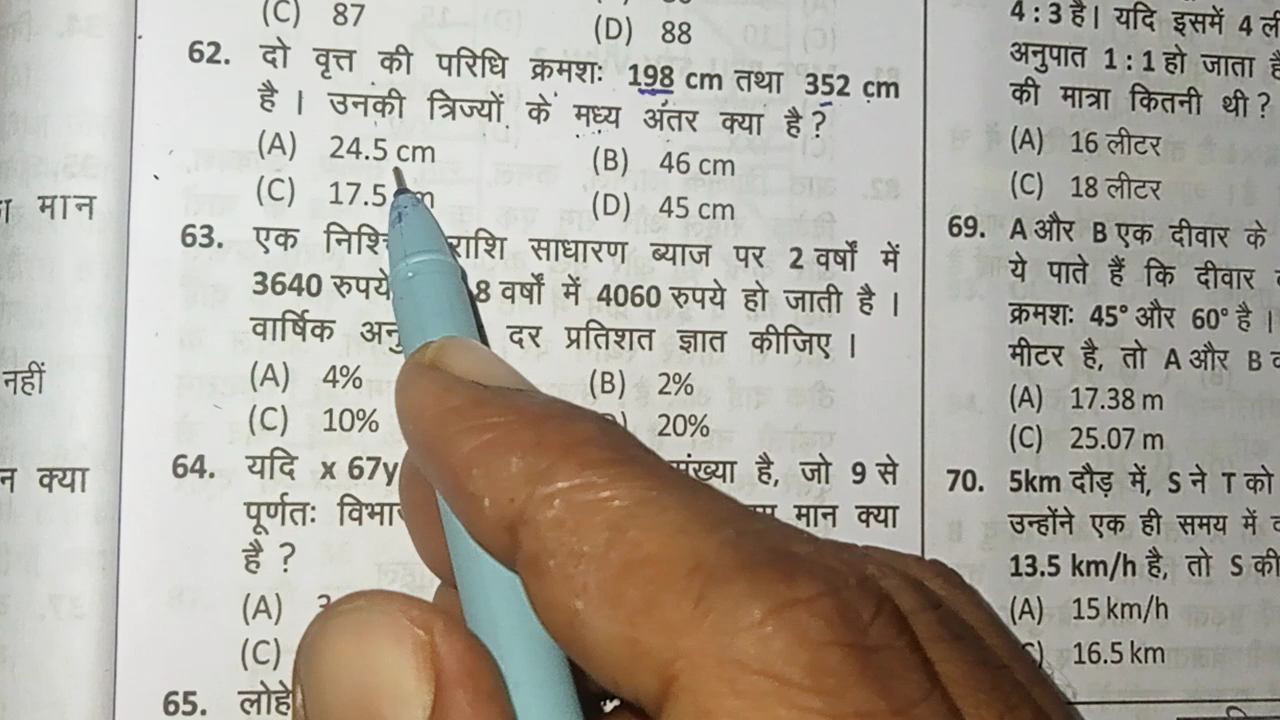 (C) 87
(D) 88
62. दो वृत्त की परिधि क्रमशः 198 cm तथा 352 cm
है । उनकी त्रिज्यों के मध्य अंतर क्या है ?
(A) 24.5 cm
(B) 46 cm
(C) 17.5
(D) 45 cm
63. एक राशि साधारण ब्याज पर 2 वर्षों में
3640 रुपये 8 वर्षों में 4060 रुपये हो जाती है ।
वार्षिक दर प्रतिशत ज्ञात कीजिए ।
(A) 4%
(B) 2%
(C) 10%
20%
64. यदि x 67y संख्या है, जो 9 से
पूर्णतः मान क्या
है ?
(A)
(C)
65. लोहे
मान
नहीं
क्या
4 : 3 है। यदि इसमें 4
अनुपात 1 : 1 हो जाता
की मात्रा कितनी थी ?
(A) 16 लीटर
(C) 18 लीटर
69. A और B एक दीवार के
ये पाते हैं कि दीवार
क्रमशः 45° और 60° है ।
मीटर है, तो A और B
(A) 17.38 m
(C) 25.07 m
70. 5km दौड़ में, S ने T को
उन्होंने एक ही समय में
13.5 km/h है, तो S की
(A) 15 km/h
16.5 km